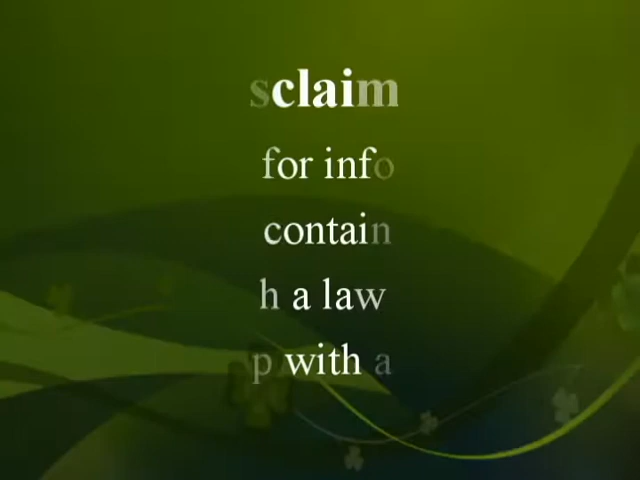 sclaim
for info
contain
h a law
p with a